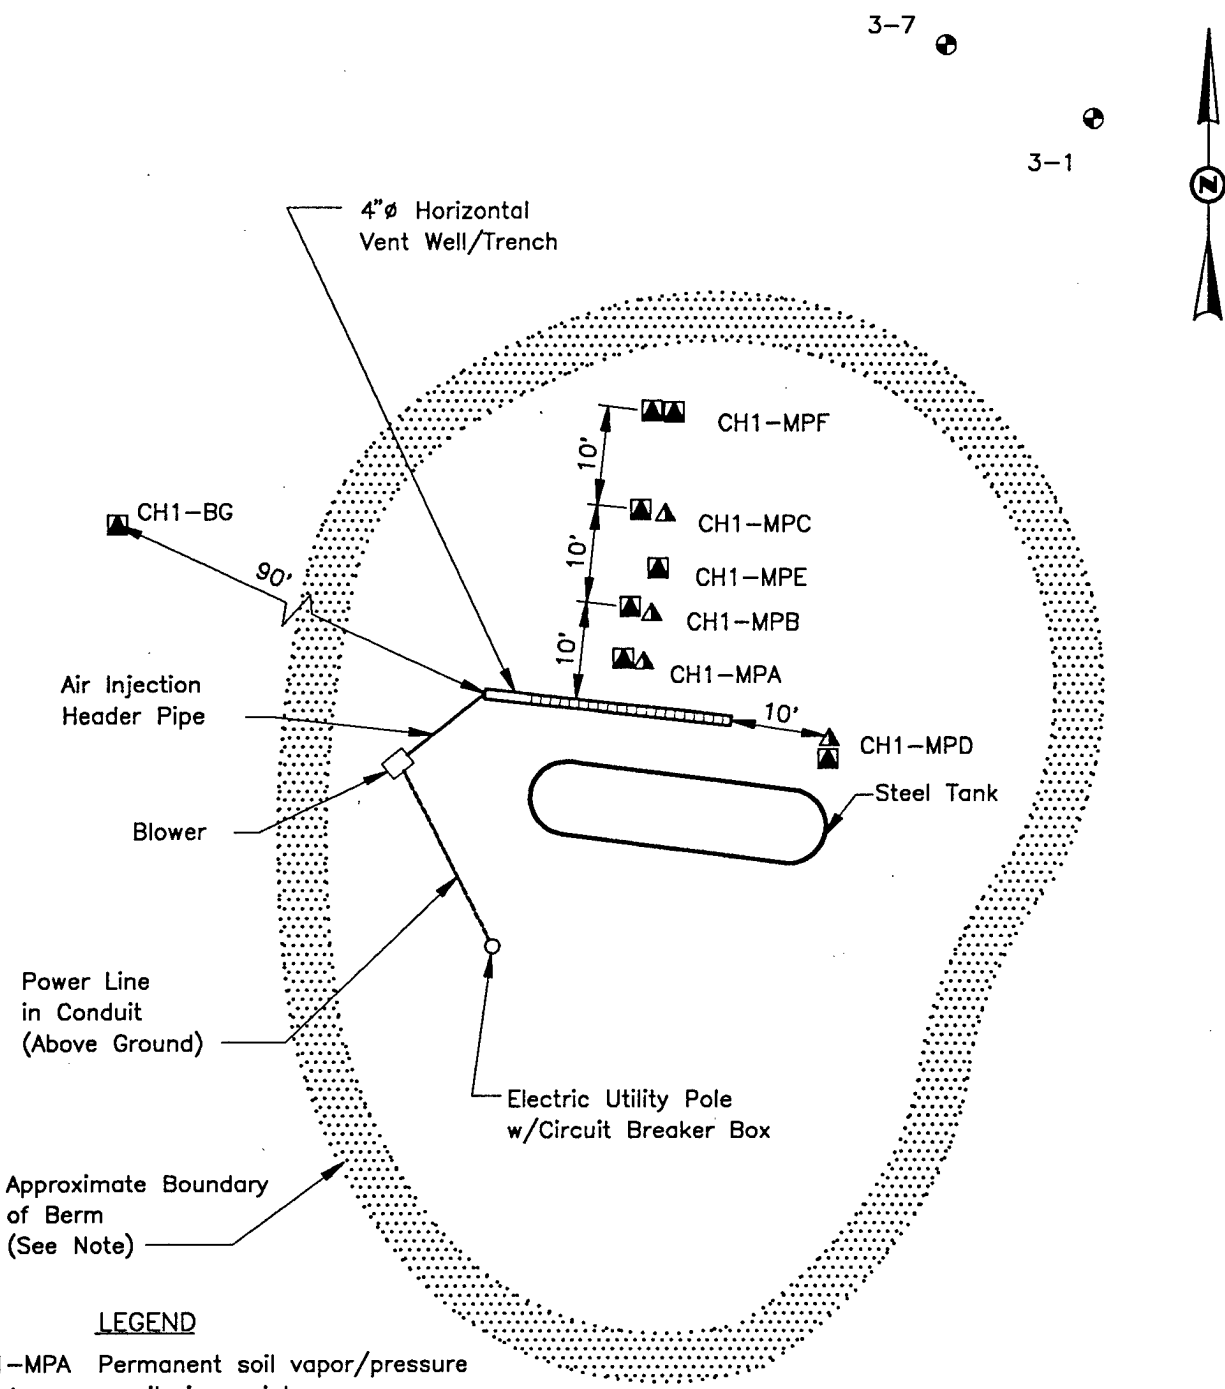 3-7
3-1
N
4"ø Horizontal
Vent Well/Trench
10'
CH1-MPF
CH1-BG
90'
10'
CH1-MPC
CH1-MPE
10'
CH1-MPB
CH1-MPA
Air Injection
Header Pipe
10'
CH1-MPD
Steel Tank
Blower
Power Line
in Conduit
(Above Ground)
Electric Utility Pole
w/Circuit Breaker Box
Approximate Boundary
of Berm
(See Note)
LEGEND
-MPA Permanent soil vapor/pressure